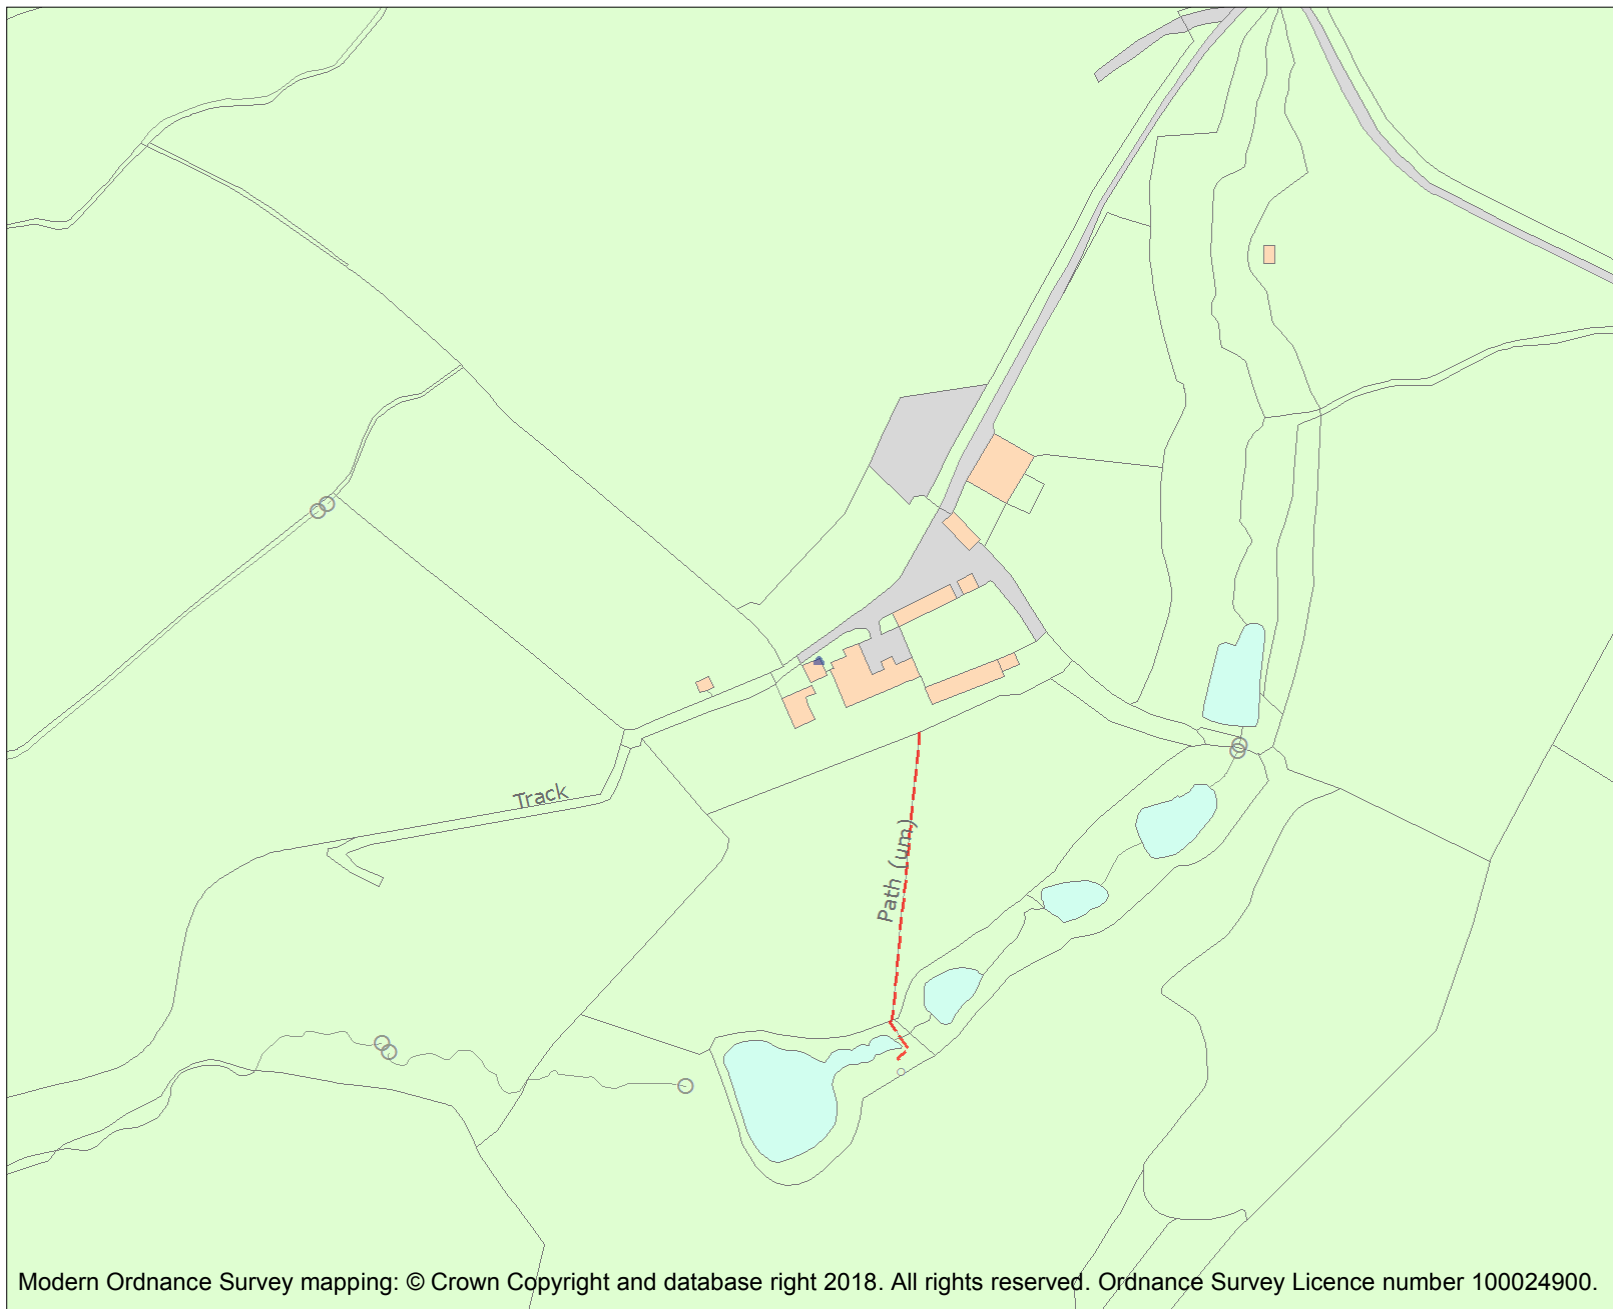 Track
Path (um)
Modern Ordnance Survey mapping: © Crown Copyright and database right 2018. All rights reserved. Ordnance Survey Licence number 100024900.